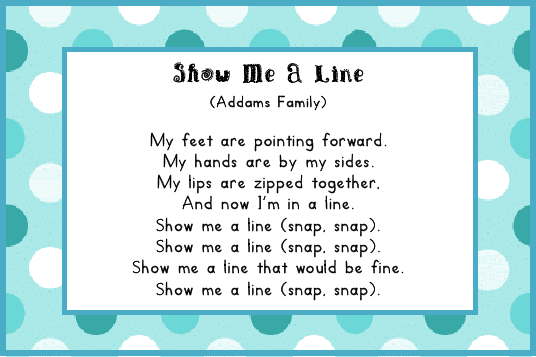 Show Me A Line
(Addams Family)
My feet are pointing forward.
My hands are by my sides.
My lips are zipped together,
And now I'm in a line.
Show me a line (snap, snap).
Show me a line (snap, snap).
Show me a line that would be fine.
Show me a line (snap, snap).